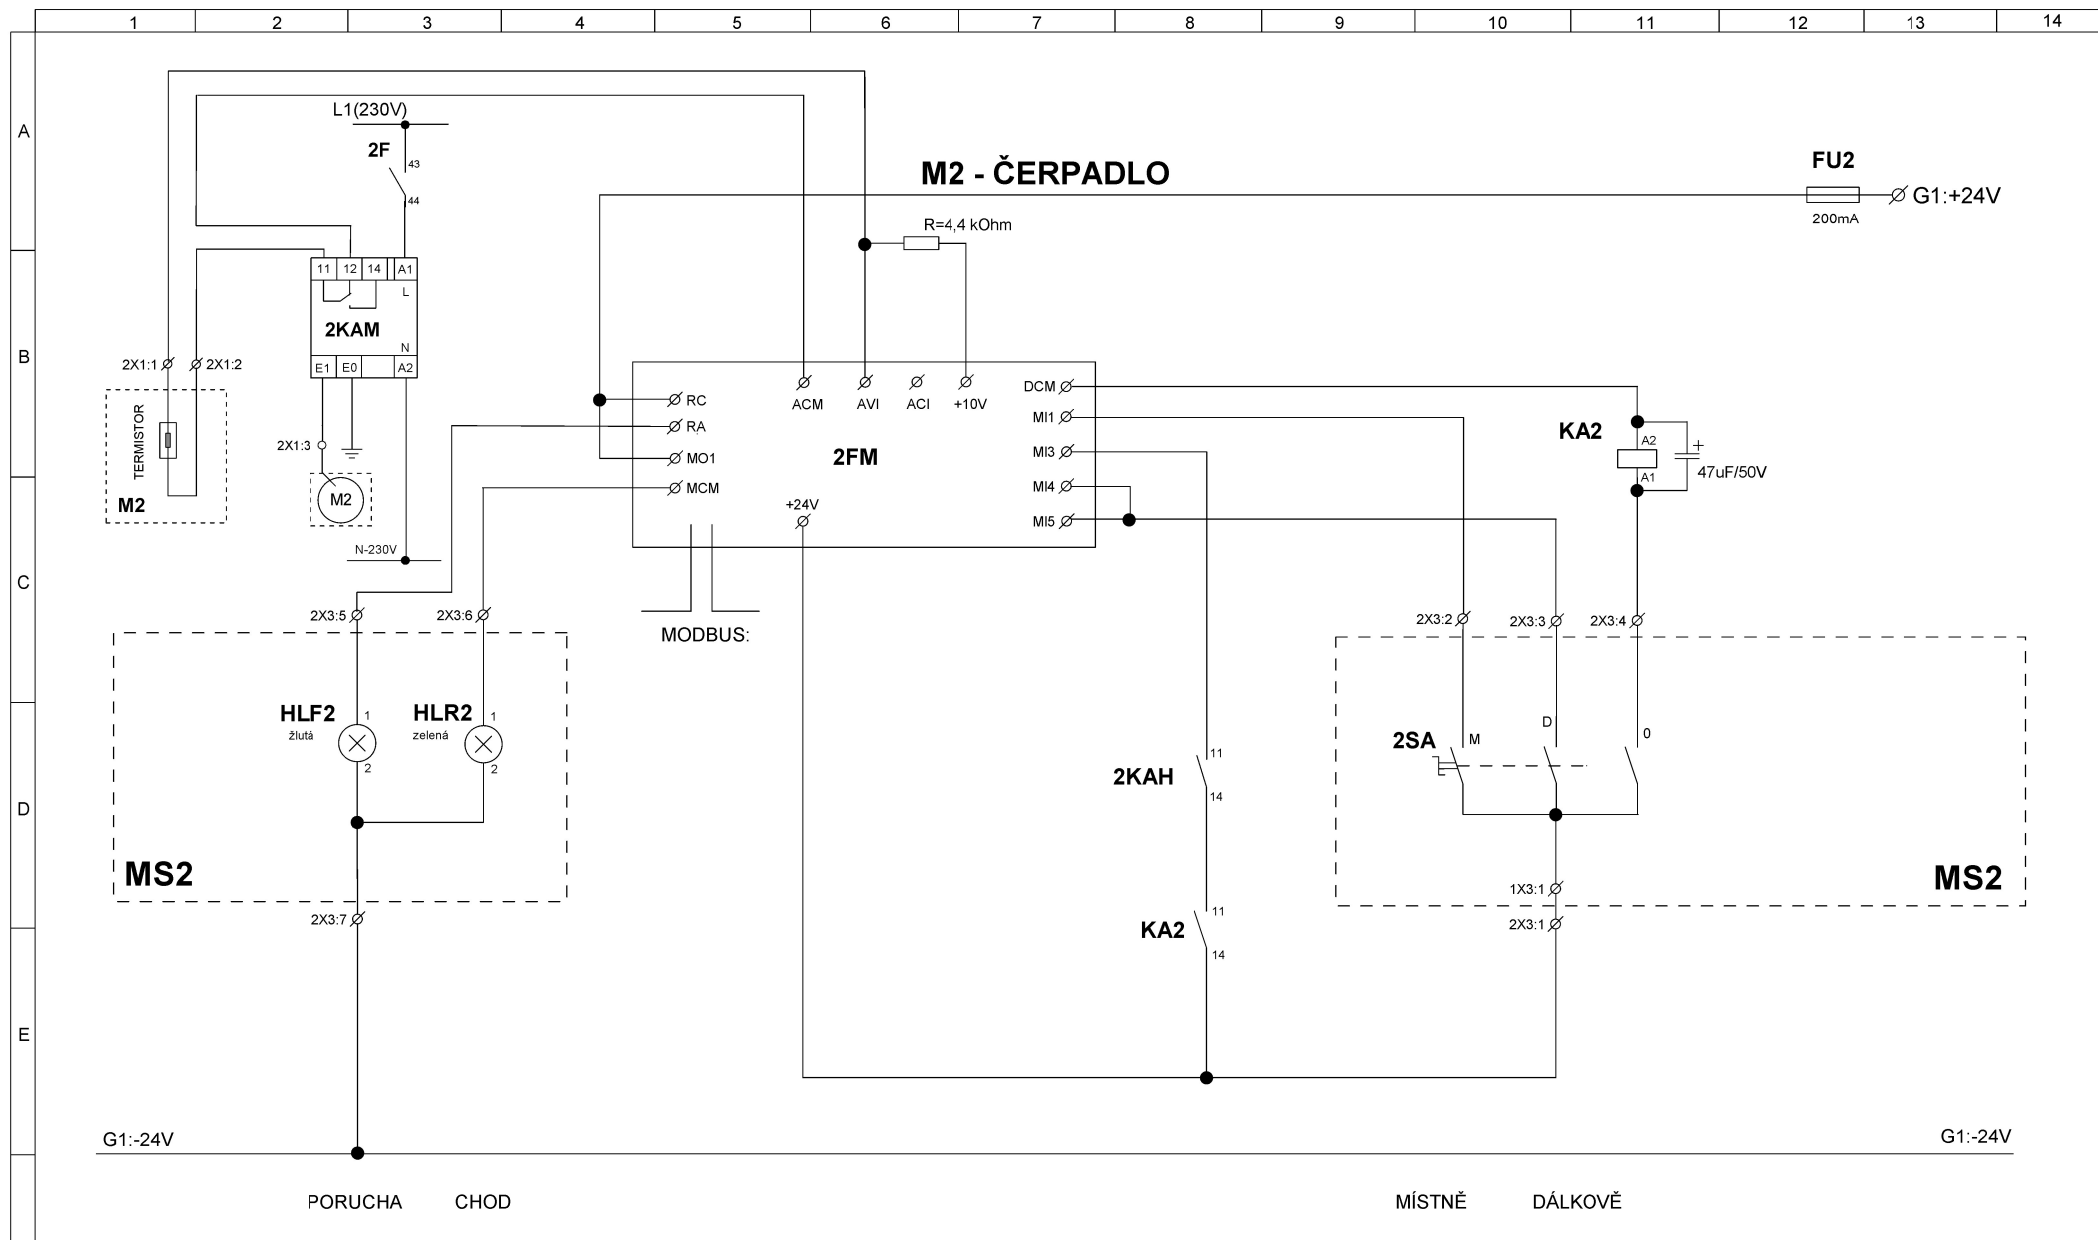 1 2 3 4 5 6 7 8 9 10 11 12 13 14
A
L1(230V)
2F
43
44
M2 - ČERPADLO
FU2
200mA
G1:+24V
R=4,4 kOhm
11 12 14 A1
L
2KAM
N
E1 E0 A2
B
2X1:1
2X1:2
TERMISTOR
M2
2X1:3
M2
N-230V
RC
RA
MO1
MCM
ACM AVI ACI +10V
2FM
+24V
DCM
MI1
MI3
MI4
MI5
KA2
A2
A1
+
47uF/50V
C
2X3:5
2X3:6
MODBUS:
2X3:2
2X3:3
2X3:4
HLF2
žlutá
1
2
HLR2
zelená
1
2
2KAH
11
14
2SA
M
D
0
D
MS2
2X3:7
KA2
11
14
1X3:1
2X3:1
MS2
E
G1:-24V
G1:-24V
PORUCHA CHOD
MÍSTNĚ DÁLKOVĚ